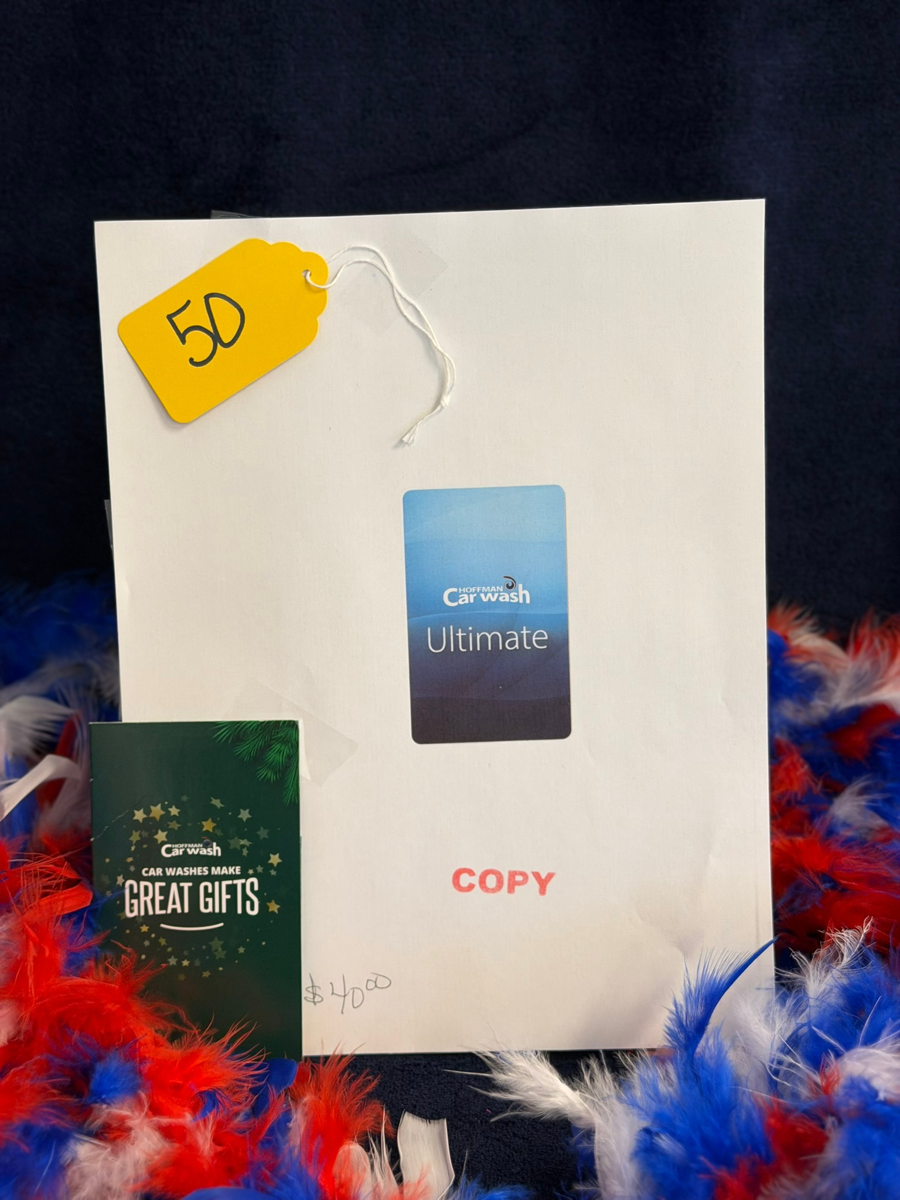 50
HOFFMAN
Car wash
Ultimate
HOFFMAN
Car wash
CAR WASHES MAKE
GREAT GIFTS
COPY
$40.00